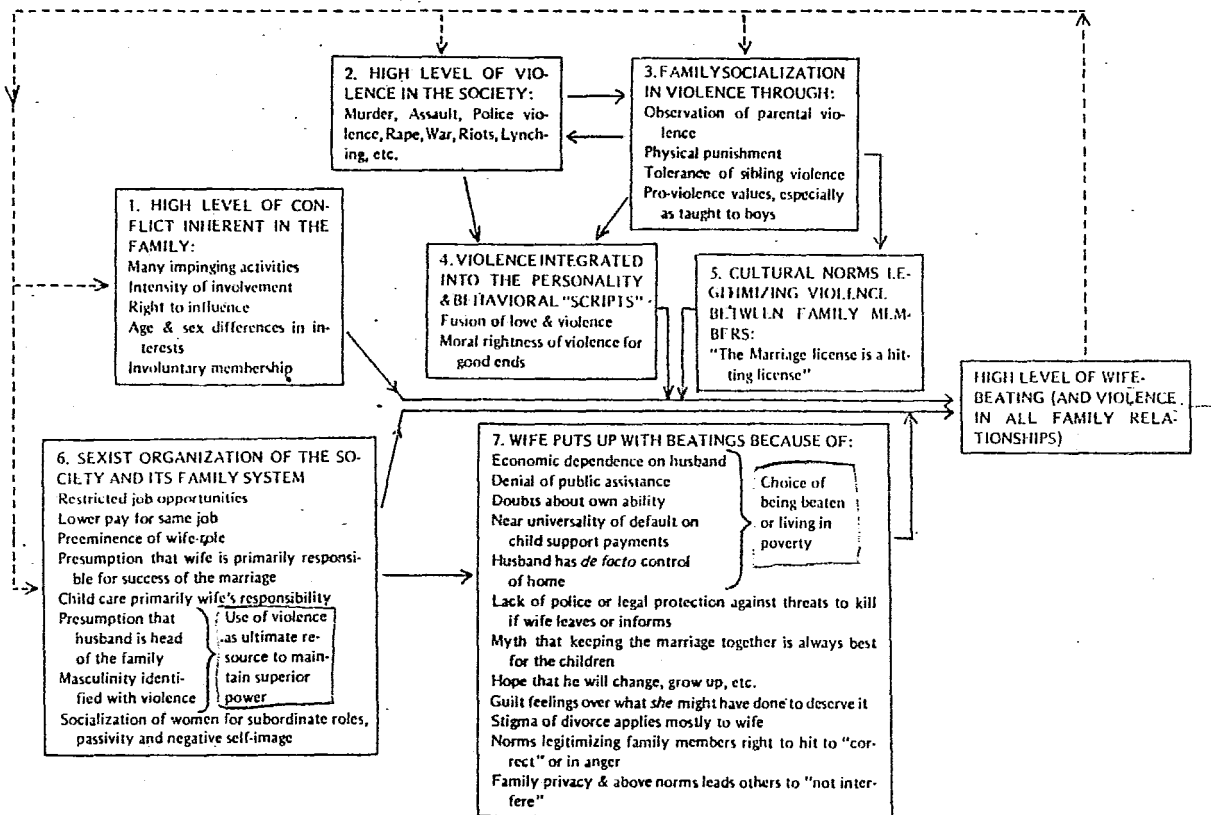 2. HIGH LEVEL OF VIO-
LENCE IN THE SOCIETY:
Murder, Assault, Police vio-
lence, Rape, War, Riots, Lynch-
ing, etc.
3. FAMILY SOCIALIZATION
IN VIOLENCE THROUGH:
Observation of parental vio-
lence
Physical punishment
Tolerance of sibling violence
Pro-violence values, especially
as taught to boys
1. HIGH LEVEL OF CON-
FLICT INHERENT IN THE
FAMILY:
Many impinging activities
Intensity of involvement
Right to influence
Age & sex differences in in-
terests
Involuntary membership
4. VIOLENCE INTEGRATED
INTO THE PERSONALITY
& BEHAVIORAL "SCRIPTS"
Fusion of love & violence
Moral rightness of violence for
good ends
5. CULTURAL NORMS LE-
GITIMIZING VIOLENCE
BETWEEN FAMILY MEM-
BERS:
"The Marriage license is a hit-
ting license"
HIGH LEVEL OF WIFE-
BEATING (AND VIOLENCE
IN ALL FAMILY RELA-
TIONSHIPS)
6. SEXIST ORGANIZATION OF THE SO-
CIETY AND ITS FAMILY SYSTEM
Restricted job opportunities
Lower pay for same job
Preeminence of wife-role
Presumption that wife is primarily responsi-
ble for success of the marriage
Child care primarily wife's responsibility
Presumption that
husband is head
of the family
Masculinity identi-
fied with violence
Use of violence
as ultimate re-
source to main-
tain superior
power
Socialization of women for subordinate roles,
passivity and negative self-image
7. WIFE PUTS UP WITH BEATINGS BECAUSE OF:
Economic dependence on husband
Denial of public assistance
Doubts about own ability
Near universality of default on
child support payments
Husband has de facto control
of home
Choice of
being beaten
or living in
poverty
Lack of police or legal protection against threats to kill
if wife leaves or informs
Myth that keeping the marriage together is always best
for the children
Hope that he will change, grow up, etc.
Guilt feelings over what she might have done to deserve it
Stigma of divorce applies mostly to wife
Norms legitimizing family members right to hit to "cor-
rect" or in anger
Family privacy & above norms leads others to "not inter-
fere"